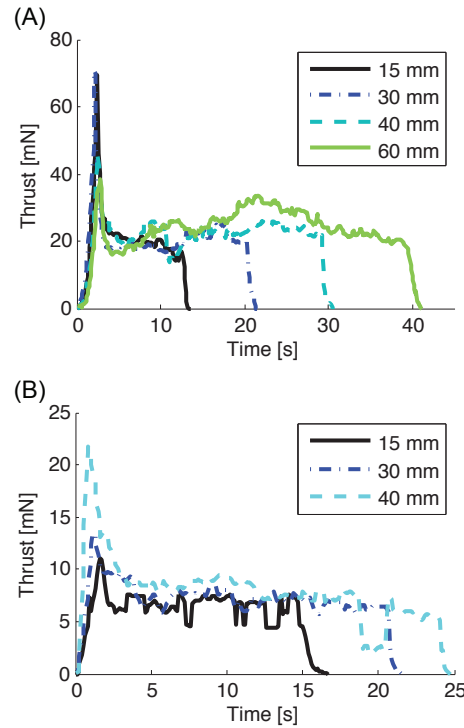 (A)
80
60
40
20
0
Thrust [mN]
15 mm
30 mm
40 mm
60 mm
0 10 20 30 40
Time [s]
(B)
25
20
15
10
5
0
Thrust [mN]
15 mm
30 mm
40 mm
0 5 10 15 20 25
Time [s]